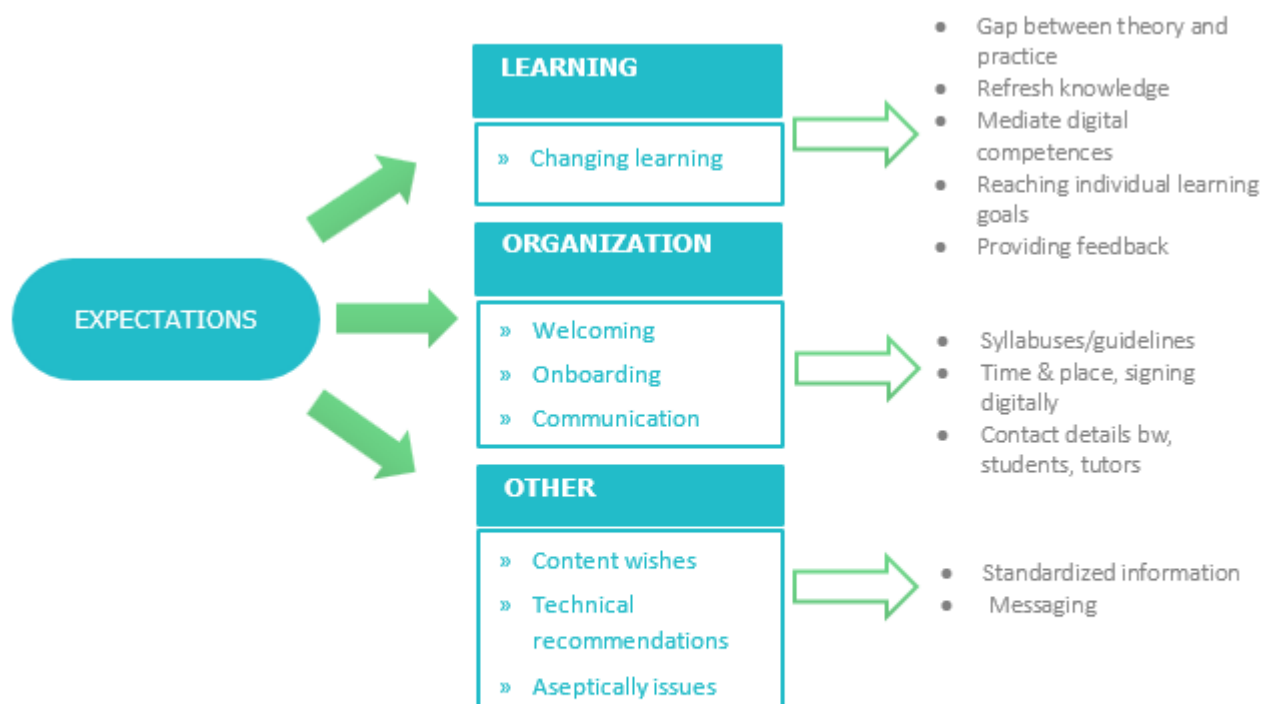 EXPECTATIONS
LEARNING
» Changing learning
● Gap between theory and
practice
● Refresh knowledge
● Mediate digital
competences
● Reaching individual learning
goals
● Providing feedback
ORGANIZATION
» Welcoming
» Onboarding
» Communication
● Syllabuses/guidelines
● Time & place, signing
digitally
● Contact details bw,
students, tutors
OTHER
» Content wishes
» Technical
recommendations
» Aseptically issues
● Standardized information
● Messaging